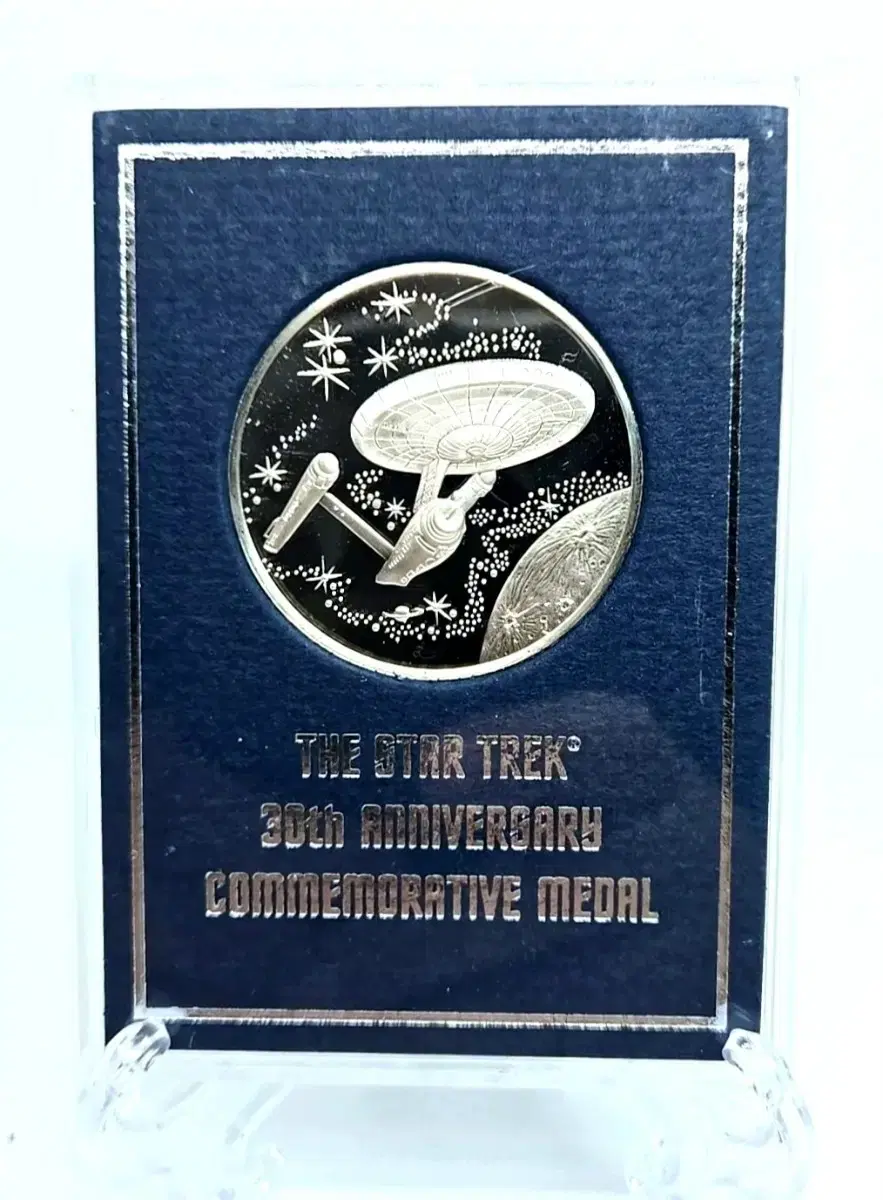 THE STAR TREK®
30th ANNIVERSARY
COMMEMORATIVE MEDAL